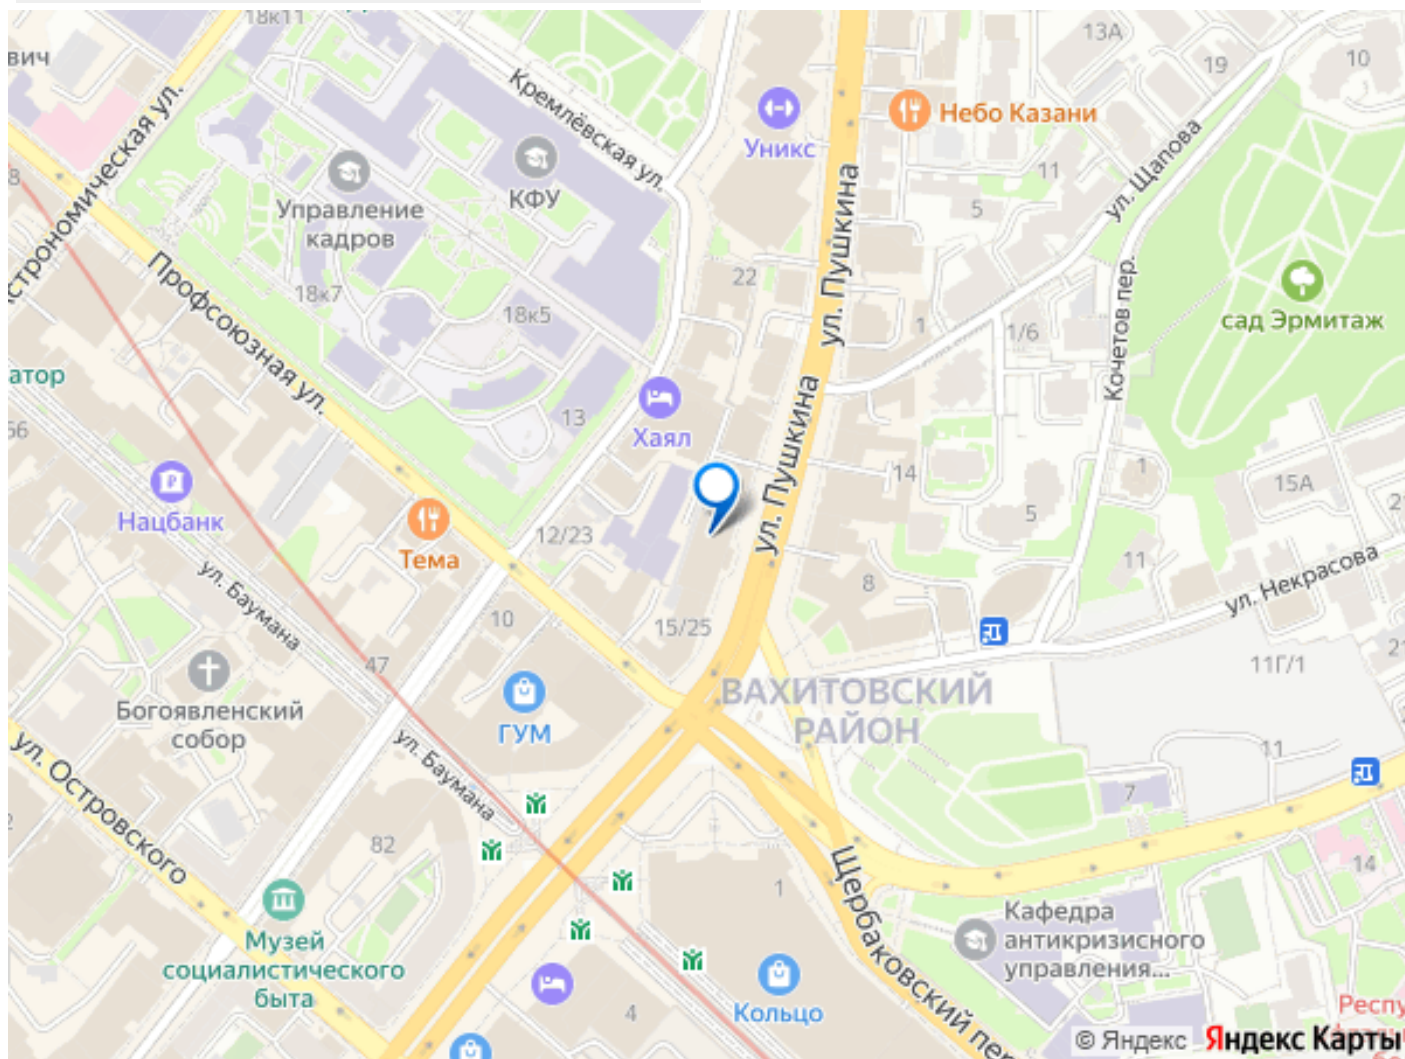 18к11
13А
вич
19
10
Астрономическая ул.
Кремлёвская ул.
Уникс
Небо Казани
ул. Пушкина
ул. Щапова
11
5
8
КФУ
Управление
кадров
Профсоюзная ул.
22
18к7
18к5
1
1/6
Кочетов пер.
сад Эрмитаж
атор
66
13
Хаял
ул. Пушкина
14
1
15А
5
Нацбанк
Тема
12/23
11
8
ул. Некрасова
ул. Баумана
10
15/25
47
11Г/1
Богоявленский
собор
ГУМ
ВАХИТОВСКИЙ
РАЙОН
ул. Баумана
11
ул. Островского
7
82
1
14
Щербаковский пер.
Кафедра
антикризисного
управления...
Музей
социалистического
быта
4
Кольцо
© Яндекс
Яндекс Карты